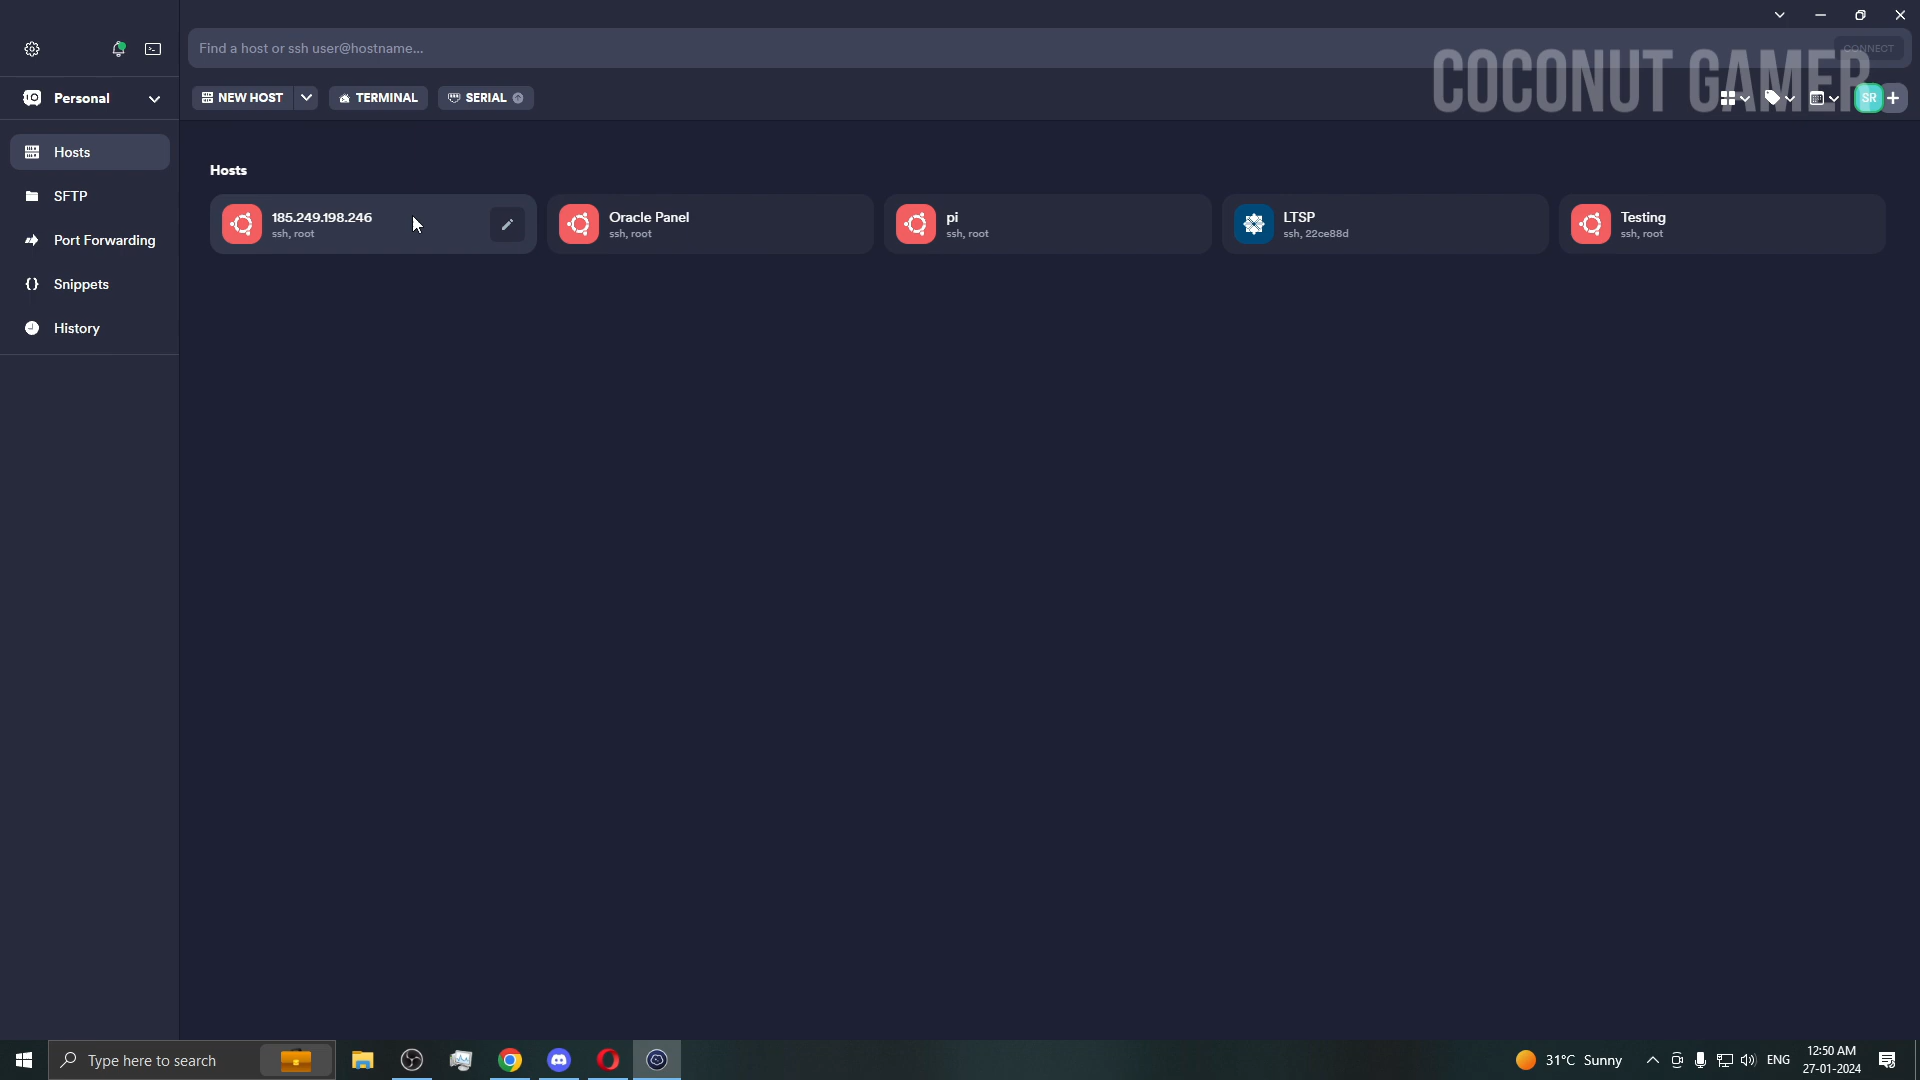 Find a host or ssh user@hostname...
CONNECT
COCONUT GAMER
Personal
NEW HOST
TERMINAL
SERIAL
SR
Hosts
SFTP
Port Forwarding
Snippets
History
Hosts
185.249.198.246
ssh, root
Oracle Panel
ssh, root
pi
ssh, root
LTSP
ssh, 22ce88d
Testing
ssh, root
Type here to search
31°C Sunny
ENG
12:50 AM
27-01-2024